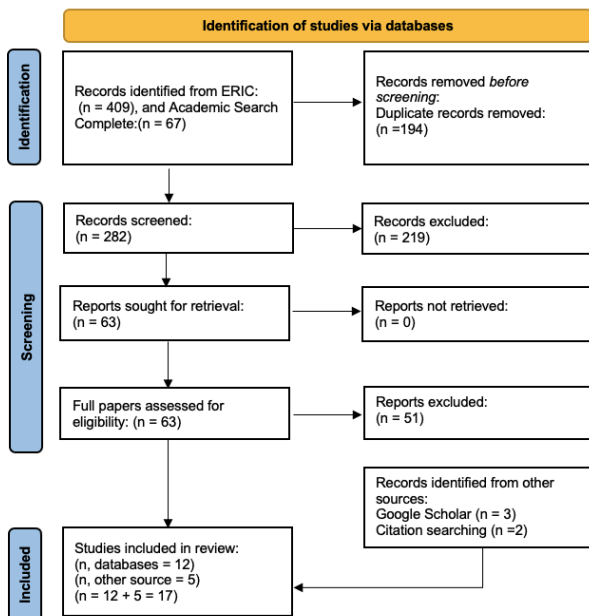 Identification of studies via databases
Identification
Records identified from ERIC:
(n = 409), and Academic Search
Complete:(n = 67)
Records removed before
screening:
Duplicate records removed:
(n =194)
Screening
Records screened:
(n = 282)
Records excluded:
(n = 219)
Reports sought for retrieval:
(n = 63)
Reports not retrieved:
(n = 0)
Full papers assessed for
eligibility: (n = 63)
Reports excluded:
(n = 51)
Records identified from other
sources:
Google Scholar (n = 3)
Citation searching (n =2)
Included
Studies included in review:
(n, databases = 12)
(n, other source = 5)
(n = 12 + 5 = 17)